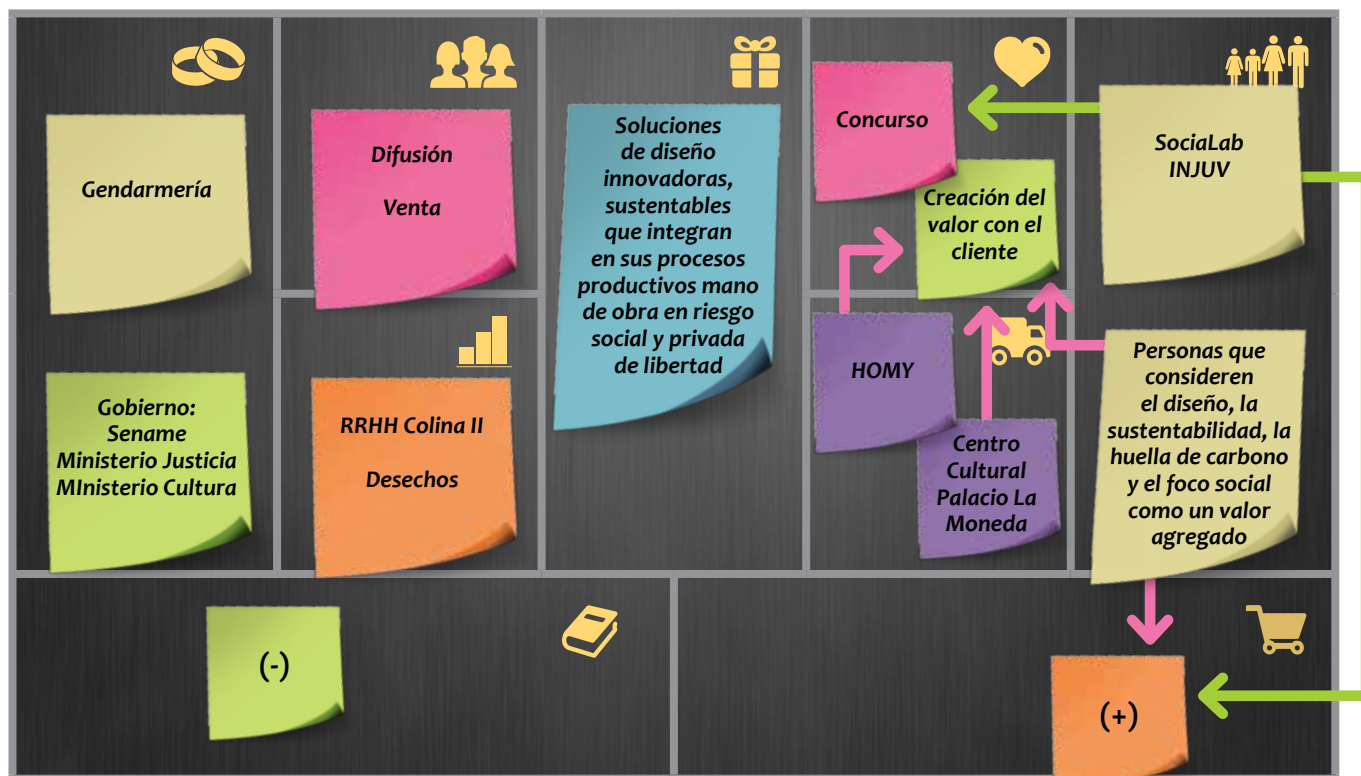 Gendarmería
Gobierno:
Sename
Ministerio Justicia
MInisterio Cultura
Difusión
Venta
RRHH Colina II
Desechos
Soluciones
de diseño
innovadoras,
sustentables
que integran
en sus procesos
productivos mano
de obra en riesgo
social y privada
de libertad
Concurso
Creación del
valor con el
cliente
HOMY
Centro
Cultural
Palacio La
Moneda
SociaLab
INJUV
Personas que
consideren
el diseño, la
sustentabilidad, la
huella de carbono
y el foco social
como un valor
agregado
(-)
(+)